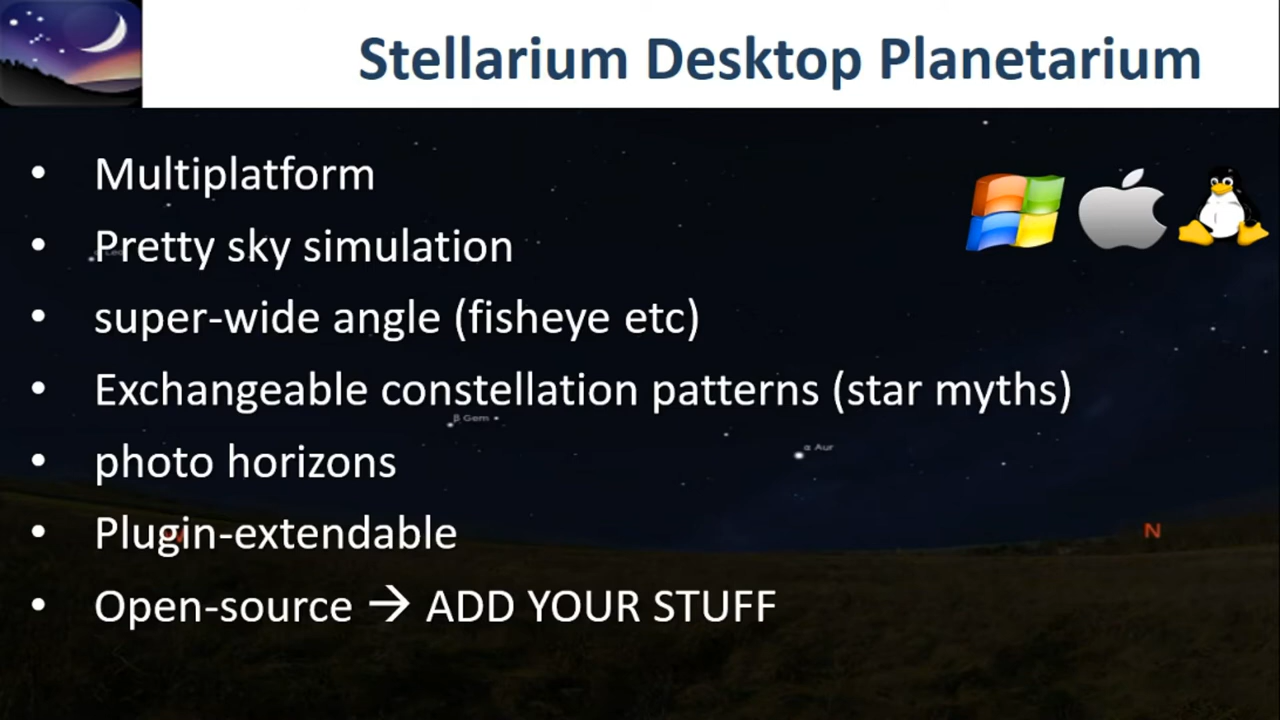 Stellarium Desktop Planetarium
• Multiplatform
• Pretty sky simulation
• super-wide angle (fisheye etc)
• Exchangeable constellation patterns (star myths)
β Gem
α Aur
• photo horizons
• Plugin-extendable
N
• Open-source → ADD YOUR STUFF